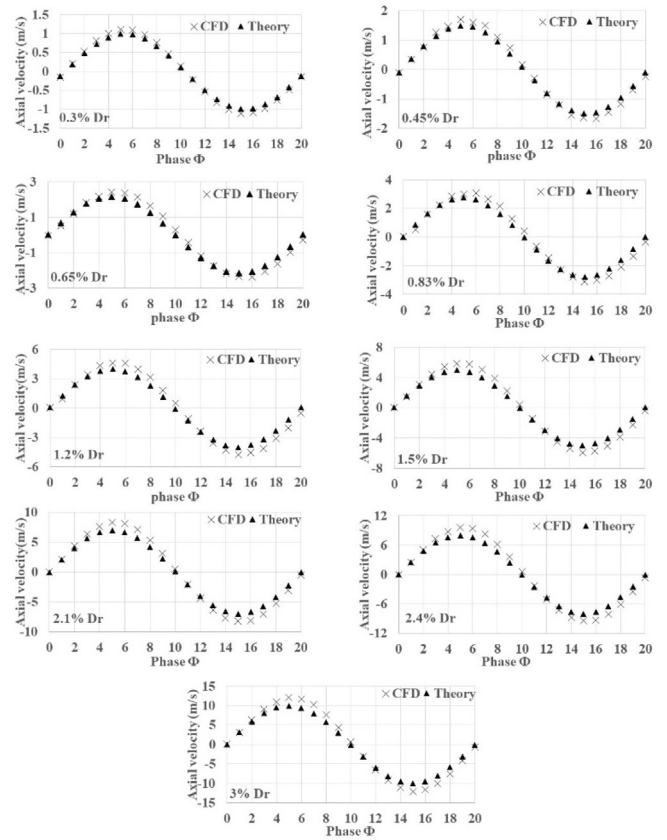 Axial velocity (m/s)
1.5
1
0.5
0
-0.5
-1
-1.5
× CFD ▲ Theory
0.3% Dr
0 2 4 6 8 10 12 14 16 18 20
Phase Φ
Axial velocity (m/s)
2
1
0
-1
-2
× CFD ▲ Theory
0.45% Dr
0 2 4 6 8 10 12 14 16 18 20
Phase Φ
Axial velocity (m/s)
3
1
-1
-3
× CFD ▲ Theory
0.65% Dr
0 2 4 6 8 10 12 14 16 18 20
phase Φ
Axial velocity (m/s)
4
2
0
-2
-4
× CFD ▲ Theory
0.83% Dr
0 2 4 6 8 10 12 14 16 18 20
Phase Φ
Axial velocity(m/s)
6
3
0
-3
-6
× CFD ▲ Theory
1.2% Dr
0 2 4 6 8 10 12 14 16 18 20
Phase Φ
Axial velocity (m/s)
8
4
0
-4
-8
× CFD ▲ Theory
1.5% Dr
0 2 4 6 8 10 12 14 16 18 20
Phase Φ
Axial velocity (m/s)
10
5
0
-5
-10
× CFD ▲ Theory
2.1% Dr
0 2 4 6 8 10 12 14 16 18 20
Phase Φ
Axial velocity (m/s)
12
6
0
-6
-12
× CFD ▲ Theory
2.4% Dr
0 2 4 6 8 10 12 14 16 18 20
Phase Φ
Axial velocity (m/s)
15
10
5
0
-5
-10
-15
× CFD ▲ Theory
3% Dr
0 2 4 6 8 10 12 14 16 18 20
Phase Φ